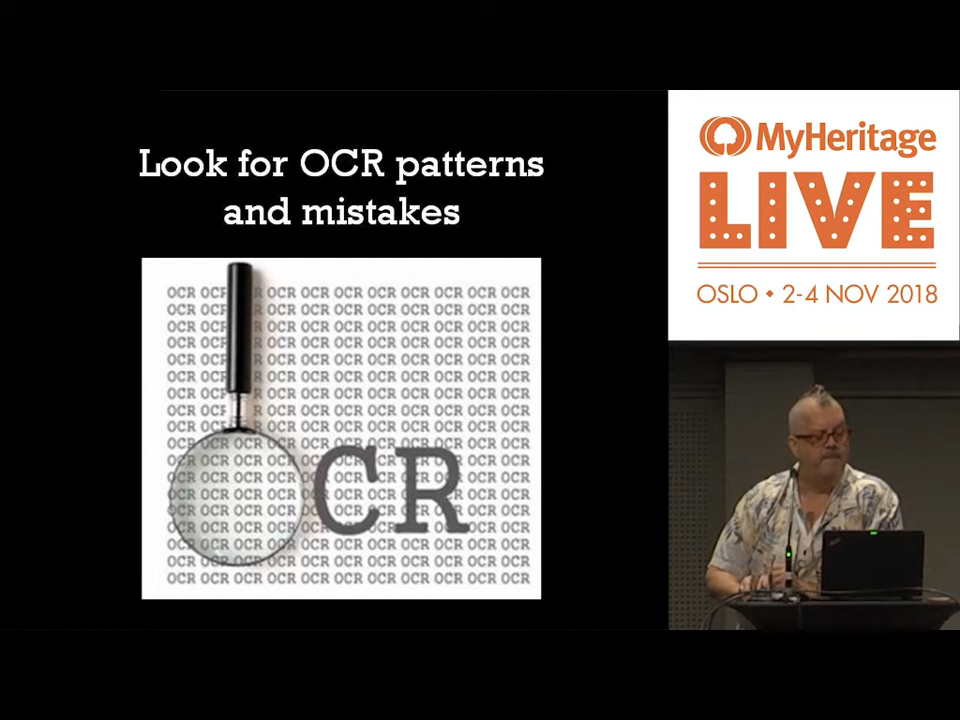 Look for OCR patterns
and mistakes
OCR OCR OCR OCR OCR OCR OCR OCR OCR OCR
CR
MyHeritage
LIVE
OSLO • 2-4 NOV 2018